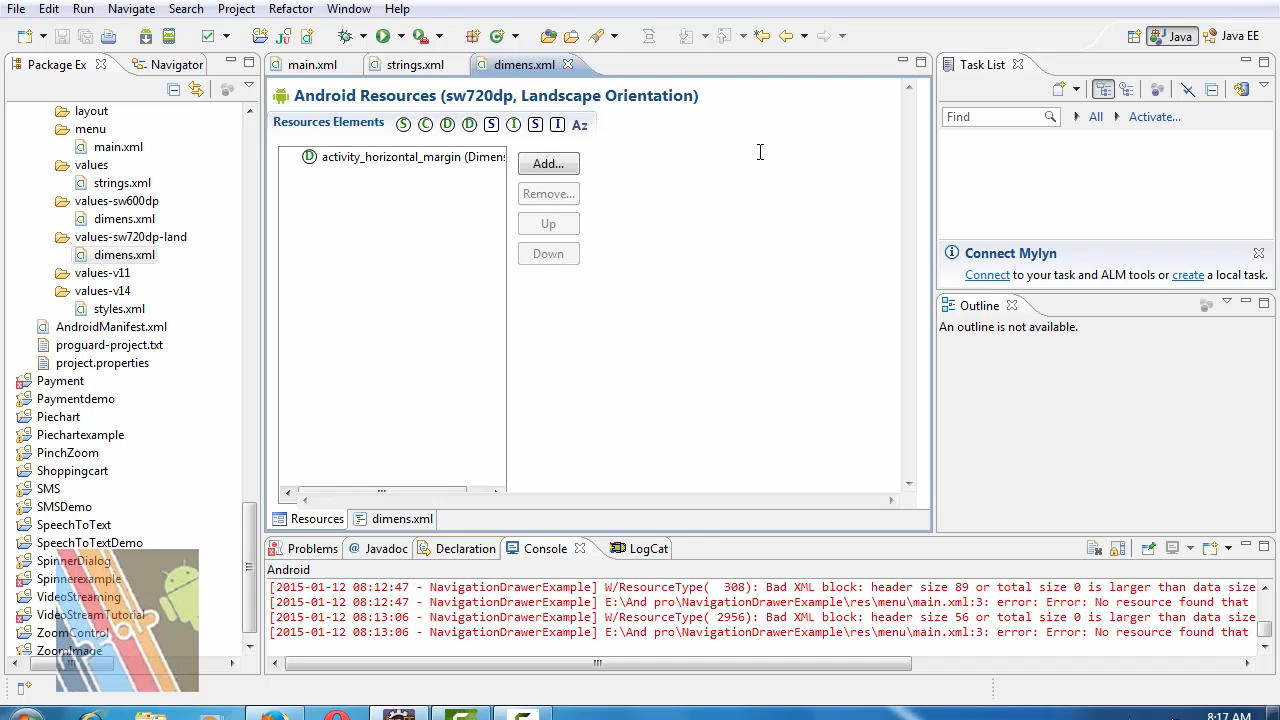 File Edit Run Navigate Search Project Refactor Window Help
Java Java EE
Package Ex Navigator
main.xml strings.xml dimens.xml
Task List
layout
menu
main.xml
values
strings.xml
values-sw600dp
dimens.xml
values-sw720dp-land
dimens.xml
values-v11
values-v14
styles.xml
AndroidManifest.xml
proguard-project.txt
project.properties
Payment
Paymentdemo
Piechart
Piechartexample
PinchZoom
Shoppingcart
SMS
SMSDemo
SpeechToText
SpeechToTextDemo
SpinnerDialog
Spinnerexample
VideoStreaming
VideoStreamTutorial
ZoomControl
ZoomImage
Android Resources (sw720dp, Landscape Orientation)
Resources Elements S C D D S I S I Az
D activity_horizontal_margin (Dimens
Add...
Remove...
Up
Down
Resources dimens.xml
Find All Activate...
Connect Mylyn
Connect to your task and ALM tools or create a local task.
Outline
An outline is not available.
Problems @ Javadoc Declaration Console LogCat
Android
[2015-01-12 08:12:47 - NavigationDrawerExample] W/ResourceType( 308): Bad XML block: header size 89 or total size 0 is larger than data size
[2015-01-12 08:12:47 - NavigationDrawerExample] E:\And pro\NavigationDrawerExample\res\menu\main.xml:3: error: Error: No resource found that
[2015-01-12 08:13:06 - NavigationDrawerExample] W/ResourceType( 2956): Bad XML block: header size 56 or total size 0 is larger than data size
[2015-01-12 08:13:06 - NavigationDrawerExample] E:\And pro\NavigationDrawerExample\res\menu\main.xml:3: error: Error: No resource found that
8:17 AM